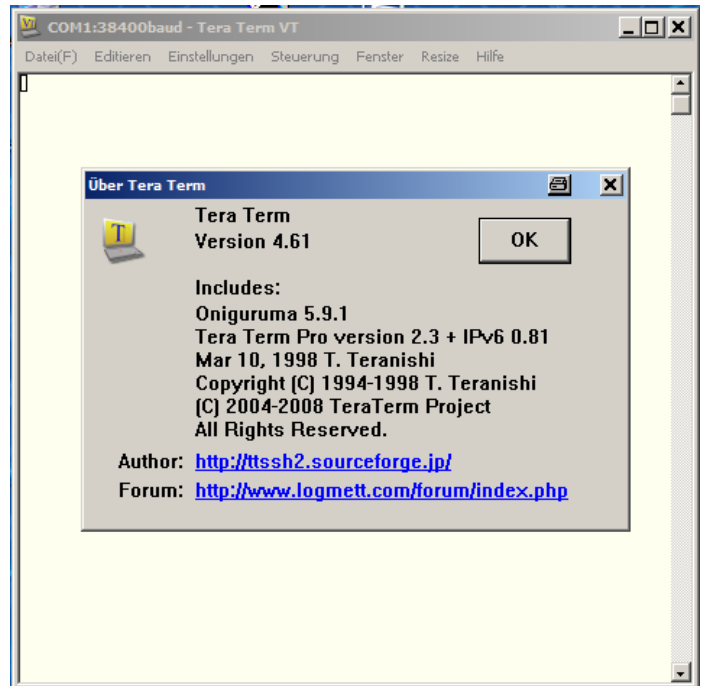 COM1:38400baud - Tera Term VT
Datei(F) Editieren Einstellungen Steuerung Fenster Resize Hilfe
Über Tera Term
T
Tera Term
Version 4.61
OK
Includes:
Oniguruma 5.9.1
Tera Term Pro version 2.3 + IPv6 0.81
Mar 10, 1998 T. Teranishi
Copyright (C) 1994-1998 T. Teranishi
(C) 2004-2008 TeraTerm Project
All Rights Reserved.
Author: http://ttssh2.sourceforge.jp/
Forum: http://www.logmett.com/forum/index.php